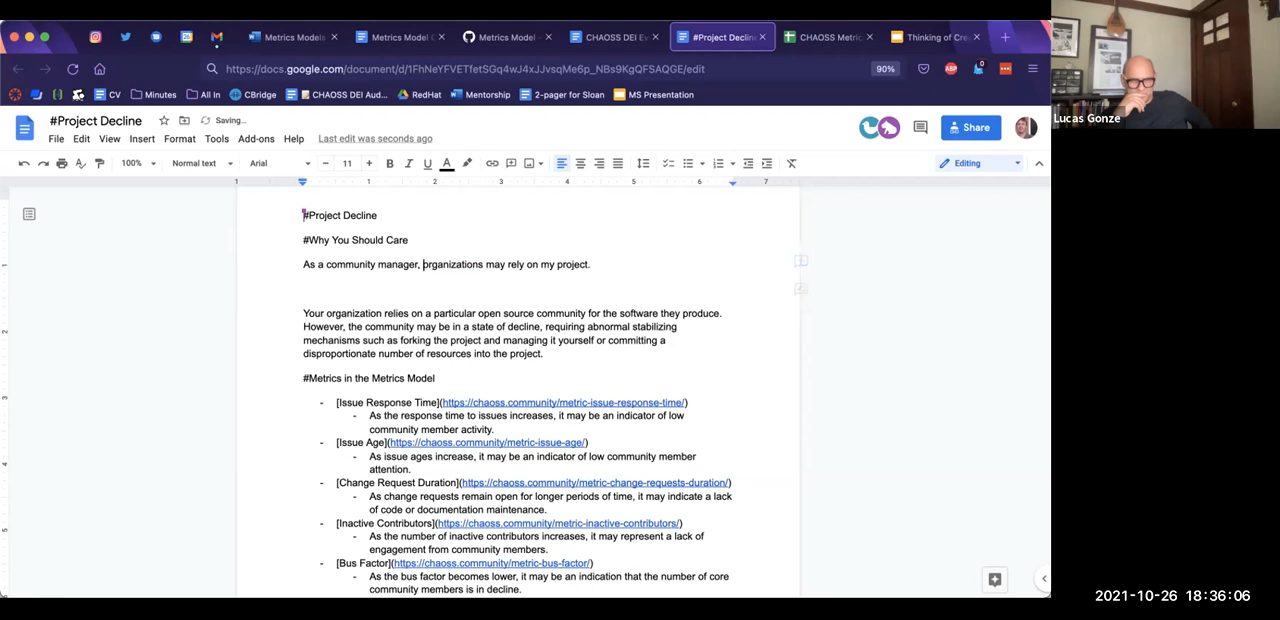 Metrics Models
Metrics Model
Metrics Model -
CHAOSS DEI Ev
#Project Declin
CHAOSS Metric
Thinking of Cre
https://docs.google.com/document/d/1FhNeYFVETfetSGq4wJ4xJJvsqMe6p_NBs9KgQFSAQGE/edit
90%
ABP
0
CV
Minutes
All In
CBridge
CHAOSS DEI Aud...
RedHat
Mentorship
2-pager for Sloan
MS Presentation
Lucas Gonze
#Project Decline
Saving...
File Edit View Insert Format Tools Add-ons Help Last edit was seconds ago
Share
100% Normal text Arial 11 B I U A Editing
1 1 2 3 4 5 6 7
#Project Decline
#Why You Should Care
As a community manager, organizations may rely on my project.
Your organization relies on a particular open source community for the software they produce.
However, the community may be in a state of decline, requiring abnormal stabilizing
mechanisms such as forking the project and managing it yourself or committing a
disproportionate number of resources into the project.
#Metrics in the Metrics Model
- [Issue Response Time](https://chaoss.community/metric-issue-response-time/)
- As the response time to issues increases, it may be an indicator of low
community member activity.
- [Issue Age](https://chaoss.community/metric-issue-age/)
- As issue ages increase, it may be an indicator of low community member
attention.
- [Change Request Duration](https://chaoss.community/metric-change-requests-duration/)
- As change requests remain open for longer periods of time, it may indicate a lack
of code or documentation maintenance.
- [Inactive Contributors](https://chaoss.community/metric-inactive-contributors/)
- As the number of inactive contributors increases, it may represent a lack of
engagement from community members.
- [Bus Factor](https://chaoss.community/metric-bus-factor/)
- As the bus factor becomes lower, it may be an indication that the number of core
community members is in decline.
2021-10-26 18:36:06